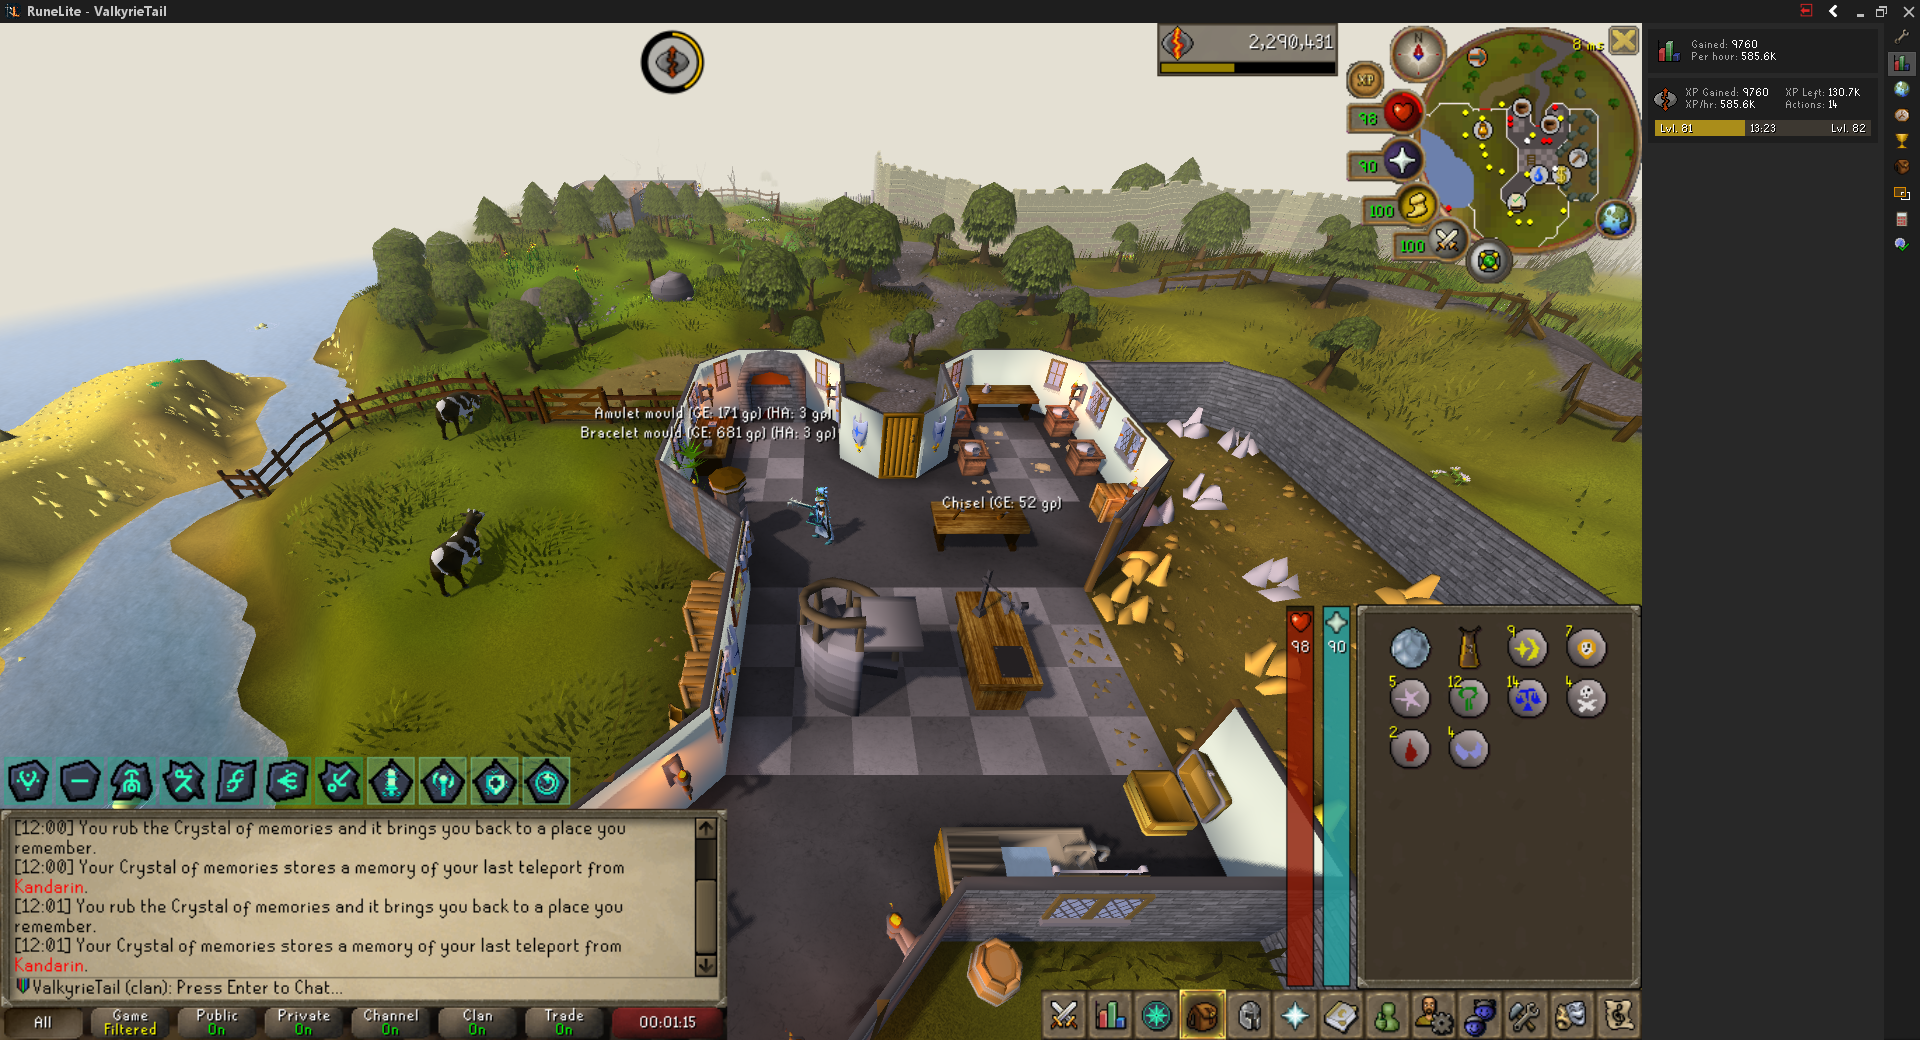 RuneLite - ValkyrieTail
2,290,431
8 ms
N
XP
98
90
100
100
Gained: 9760
Per hour: 585.6K
XP Gained: 9760
XP Left: 130.7K
XP/hr: 585.6K
Actions: 14
Lvl. 81
13:23
Lvl. 82
Amulet mould (GE: 171 gp) (HA: 3 gp)
Bracelet mould (GE: 681 gp) (HA: 3 gp)
Chisel (GE: 52 gp)
98
90
9
7
5
12
14
4
2
4
[12:00] You rub the Crystal of memories and it brings you back to a place you
remember.
[12:00] Your Crystal of memories stores a memory of your last teleport from
Kandarin.
[12:01] You rub the Crystal of memories and it brings you back to a place you
remember.
[12:01] Your Crystal of memories stores a memory of your last teleport from
Kandarin.
ValkyrieTail (clan): Press Enter to Chat...
All
Game
Filtered
Public
On
Private
On
Channel
On
Clan
On
Trade
On
00:01:15